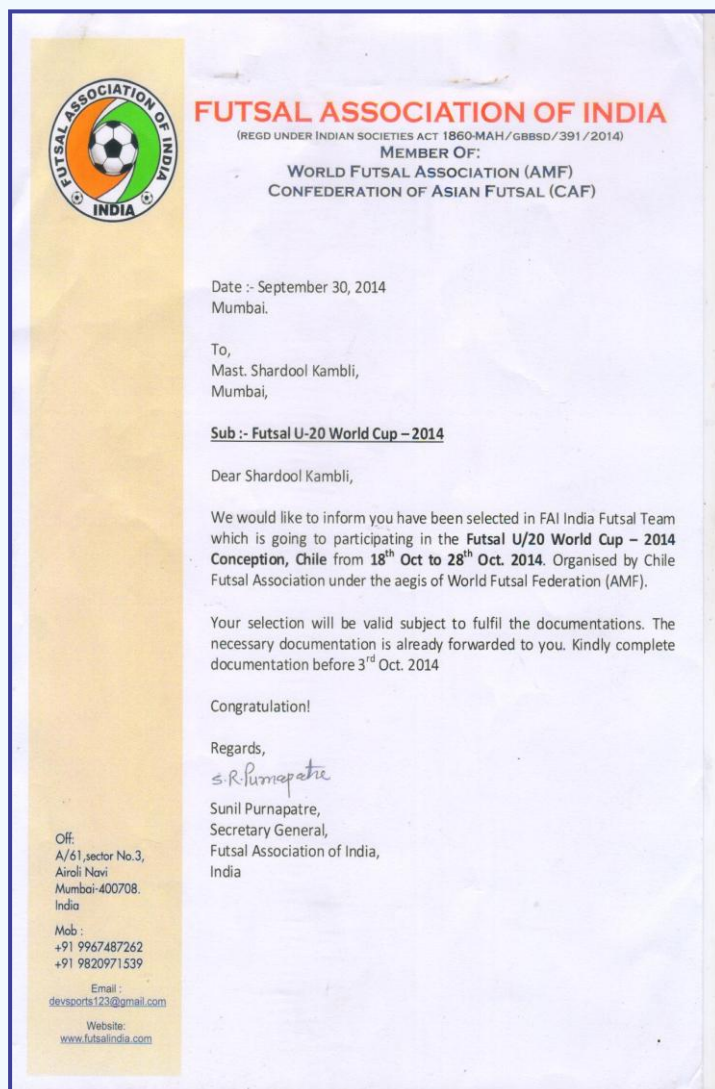 FUTSAL ASSOCIATION OF INDIA
INDIA
FUTSAL ASSOCIATION OF INDIA
(REGD UNDER INDIAN SOCIETIES ACT 1860-MAH/GBBSD/391/2014)
MEMBER OF:
WORLD FUTSAL ASSOCIATION (AMF)
CONFEDERATION OF ASIAN FUTSAL (CAF)
Date :- September 30, 2014
Mumbai.
To,
Mast. Shardool Kambli,
Mumbai,
Sub :- Futsal U-20 World Cup – 2014
Dear Shardool Kambli,
We would like to inform you have been selected in FAI India Futsal Team
which is going to participating in the Futsal U/20 World Cup – 2014
Conception, Chile from 18th Oct to 28th Oct. 2014. Organised by Chile
Futsal Association under the aegis of World Futsal Federation (AMF).
Your selection will be valid subject to fulfil the documentations. The
necessary documentation is already forwarded to you. Kindly complete
documentation before 3rd Oct. 2014
Congratulation!
Regards,
S.R.Purnapatre
Sunil Purnapatre,
Secretary General,
Futsal Association of India,
India
Off:
A/61,sector No.3,
Airoli Navi
Mumbai-400708.
India
Mob :
+91 9967487262
+91 9820971539
Email :
devsports123@gmail.com
Website:
www.futsalindia.com